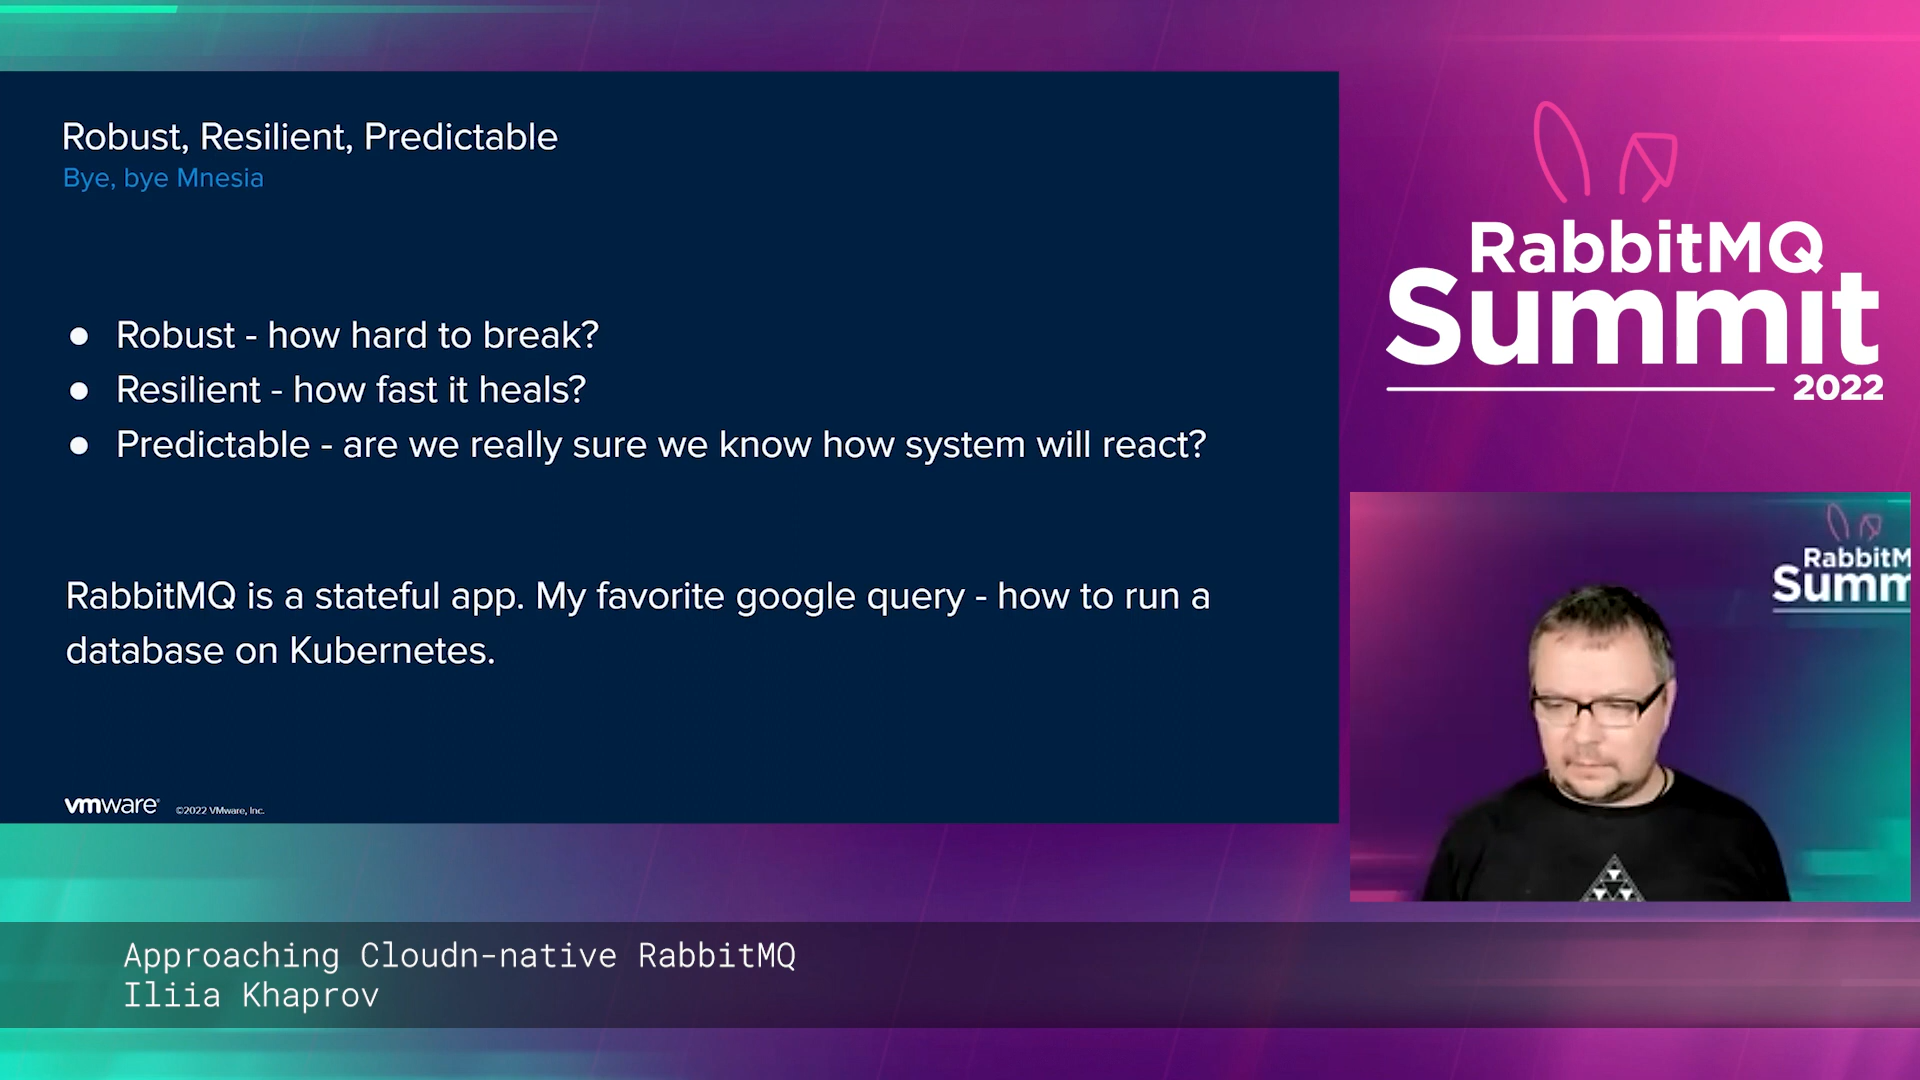 Robust, Resilient, Predictable
Bye, bye Mnesia
● Robust - how hard to break?
● Resilient - how fast it heals?
● Predictable - are we really sure we know how system will react?
RabbitMQ is a stateful app. My favorite google query - how to run a
database on Kubernetes.
vmware ©2022 VMware, Inc.
RabbitMQ
Summit
2022
RabbitM
Summ
Approaching Cloudn-native RabbitMQ
Iliia Khaprov